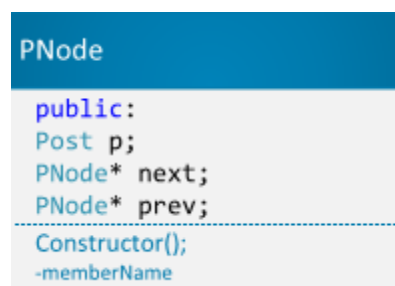 PNode
public:
Post p;
PNode* next;
PNode* prev;
Constructor();
-memberName